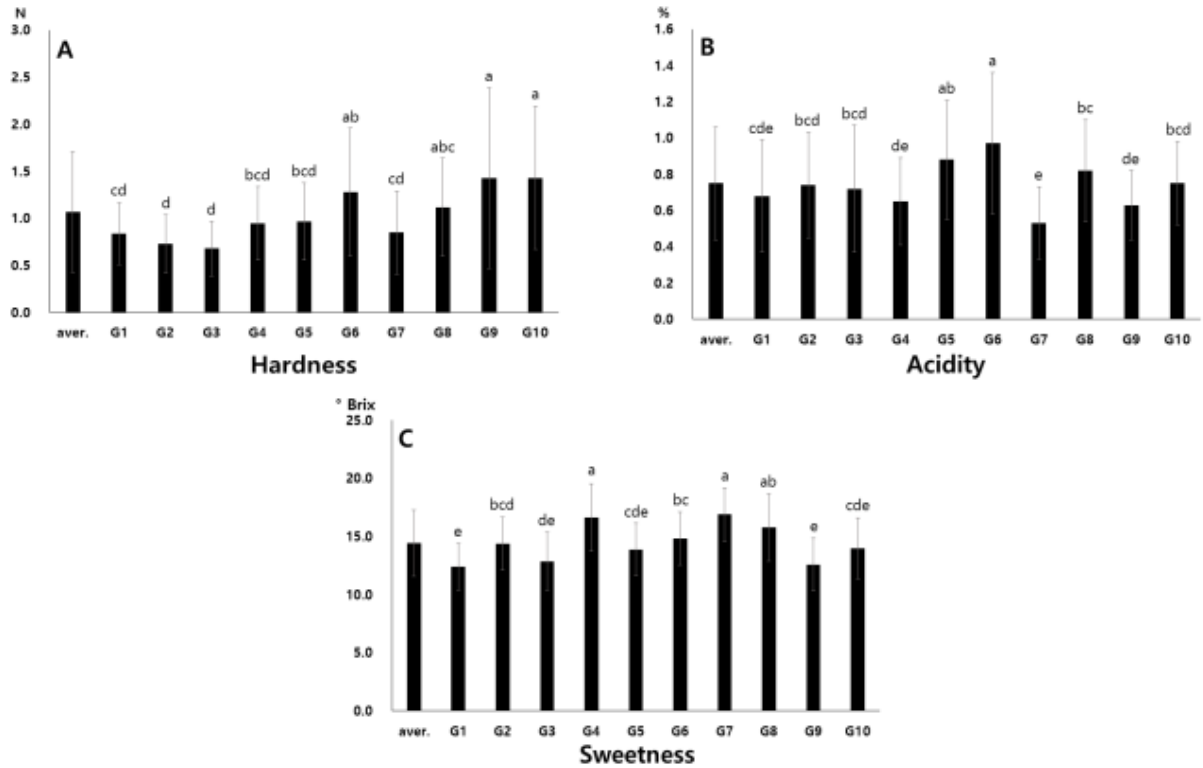 N
3.0
A
2.5
2.0
1.5
1.0
0.5
0.0
cd
d
d
bcd
bcd
ab
cd
abc
a
a
aver. G1 G2 G3 G4 G5 G6 G7 G8 G9 G10
Hardness
%
1.6
B
1.4
1.2
1.0
0.8
0.6
0.4
0.2
0.0
cde
bcd
bcd
de
ab
a
e
bc
de
bcd
aver. G1 G2 G3 G4 G5 G6 G7 G8 G9 G10
Acidity
° Brix
25.0
C
20.0
15.0
10.0
5.0
0.0
e
bcd
de
a
cde
bc
a
ab
e
cde
aver. G1 G2 G3 G4 G5 G6 G7 G8 G9 G10
Sweetness